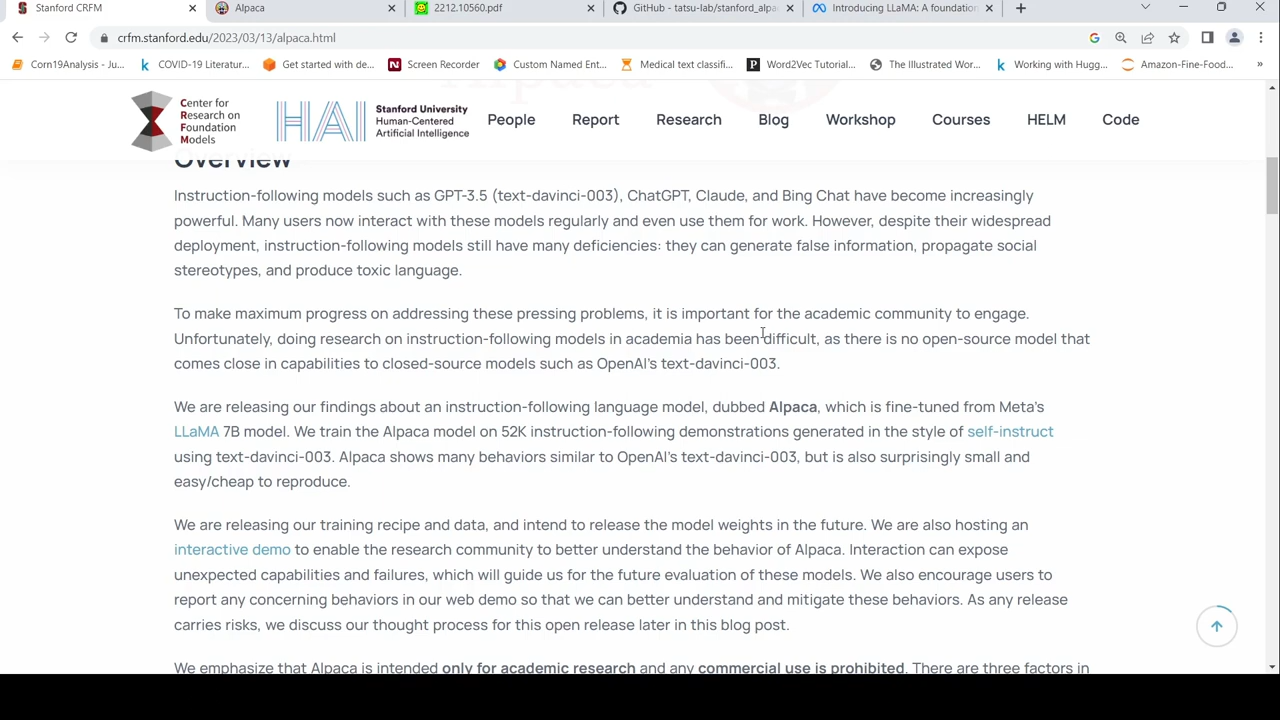 Stanford CRFM
Alpaca
2212.10560.pdf
GitHub - tatsu-lab/stanford_alpa
Introducing LLaMA: A foundation
crfm.stanford.edu/2023/03/13/alpaca.html
Corn19Analysis - Ju...
COVID-19 Literatur...
Get started with de...
Screen Recorder
Custom Named Ent...
Medical text classifi...
Word2Vec Tutorial...
The Illustrated Wor...
Working with Hugg...
Amazon-Fine-Food...
»
Center for
Research on
Foundation
Models
HAI
Stanford University
Human-Centered
Artificial Intelligence
People
Report
Research
Blog
Workshop
Courses
HELM
Code
Overview
Instruction-following models such as GPT-3.5 (text-davinci-003), ChatGPT, Claude, and Bing Chat have become increasingly
powerful. Many users now interact with these models regularly and even use them for work. However, despite their widespread
deployment, instruction-following models still have many deficiencies: they can generate false information, propagate social
stereotypes, and produce toxic language.
To make maximum progress on addressing these pressing problems, it is important for the academic community to engage.
Unfortunately, doing research on instruction-following models in academia has been difficult, as there is no open-source model that
comes close in capabilities to closed-source models such as OpenAI's text-davinci-003.
We are releasing our findings about an instruction-following language model, dubbed Alpaca, which is fine-tuned from Meta's
LLaMA 7B model. We train the Alpaca model on 52K instruction-following demonstrations generated in the style of self-instruct
using text-davinci-003. Alpaca shows many behaviors similar to OpenAI's text-davinci-003, but is also surprisingly small and
easy/cheap to reproduce.
We are releasing our training recipe and data, and intend to release the model weights in the future. We are also hosting an
interactive demo to enable the research community to better understand the behavior of Alpaca. Interaction can expose
unexpected capabilities and failures, which will guide us for the future evaluation of these models. We also encourage users to
report any concerning behaviors in our web demo so that we can better understand and mitigate these behaviors. As any release
carries risks, we discuss our thought process for this open release later in this blog post.
We emphasize that Alpaca is intended only for academic research and any commercial use is prohibited. There are three factors in